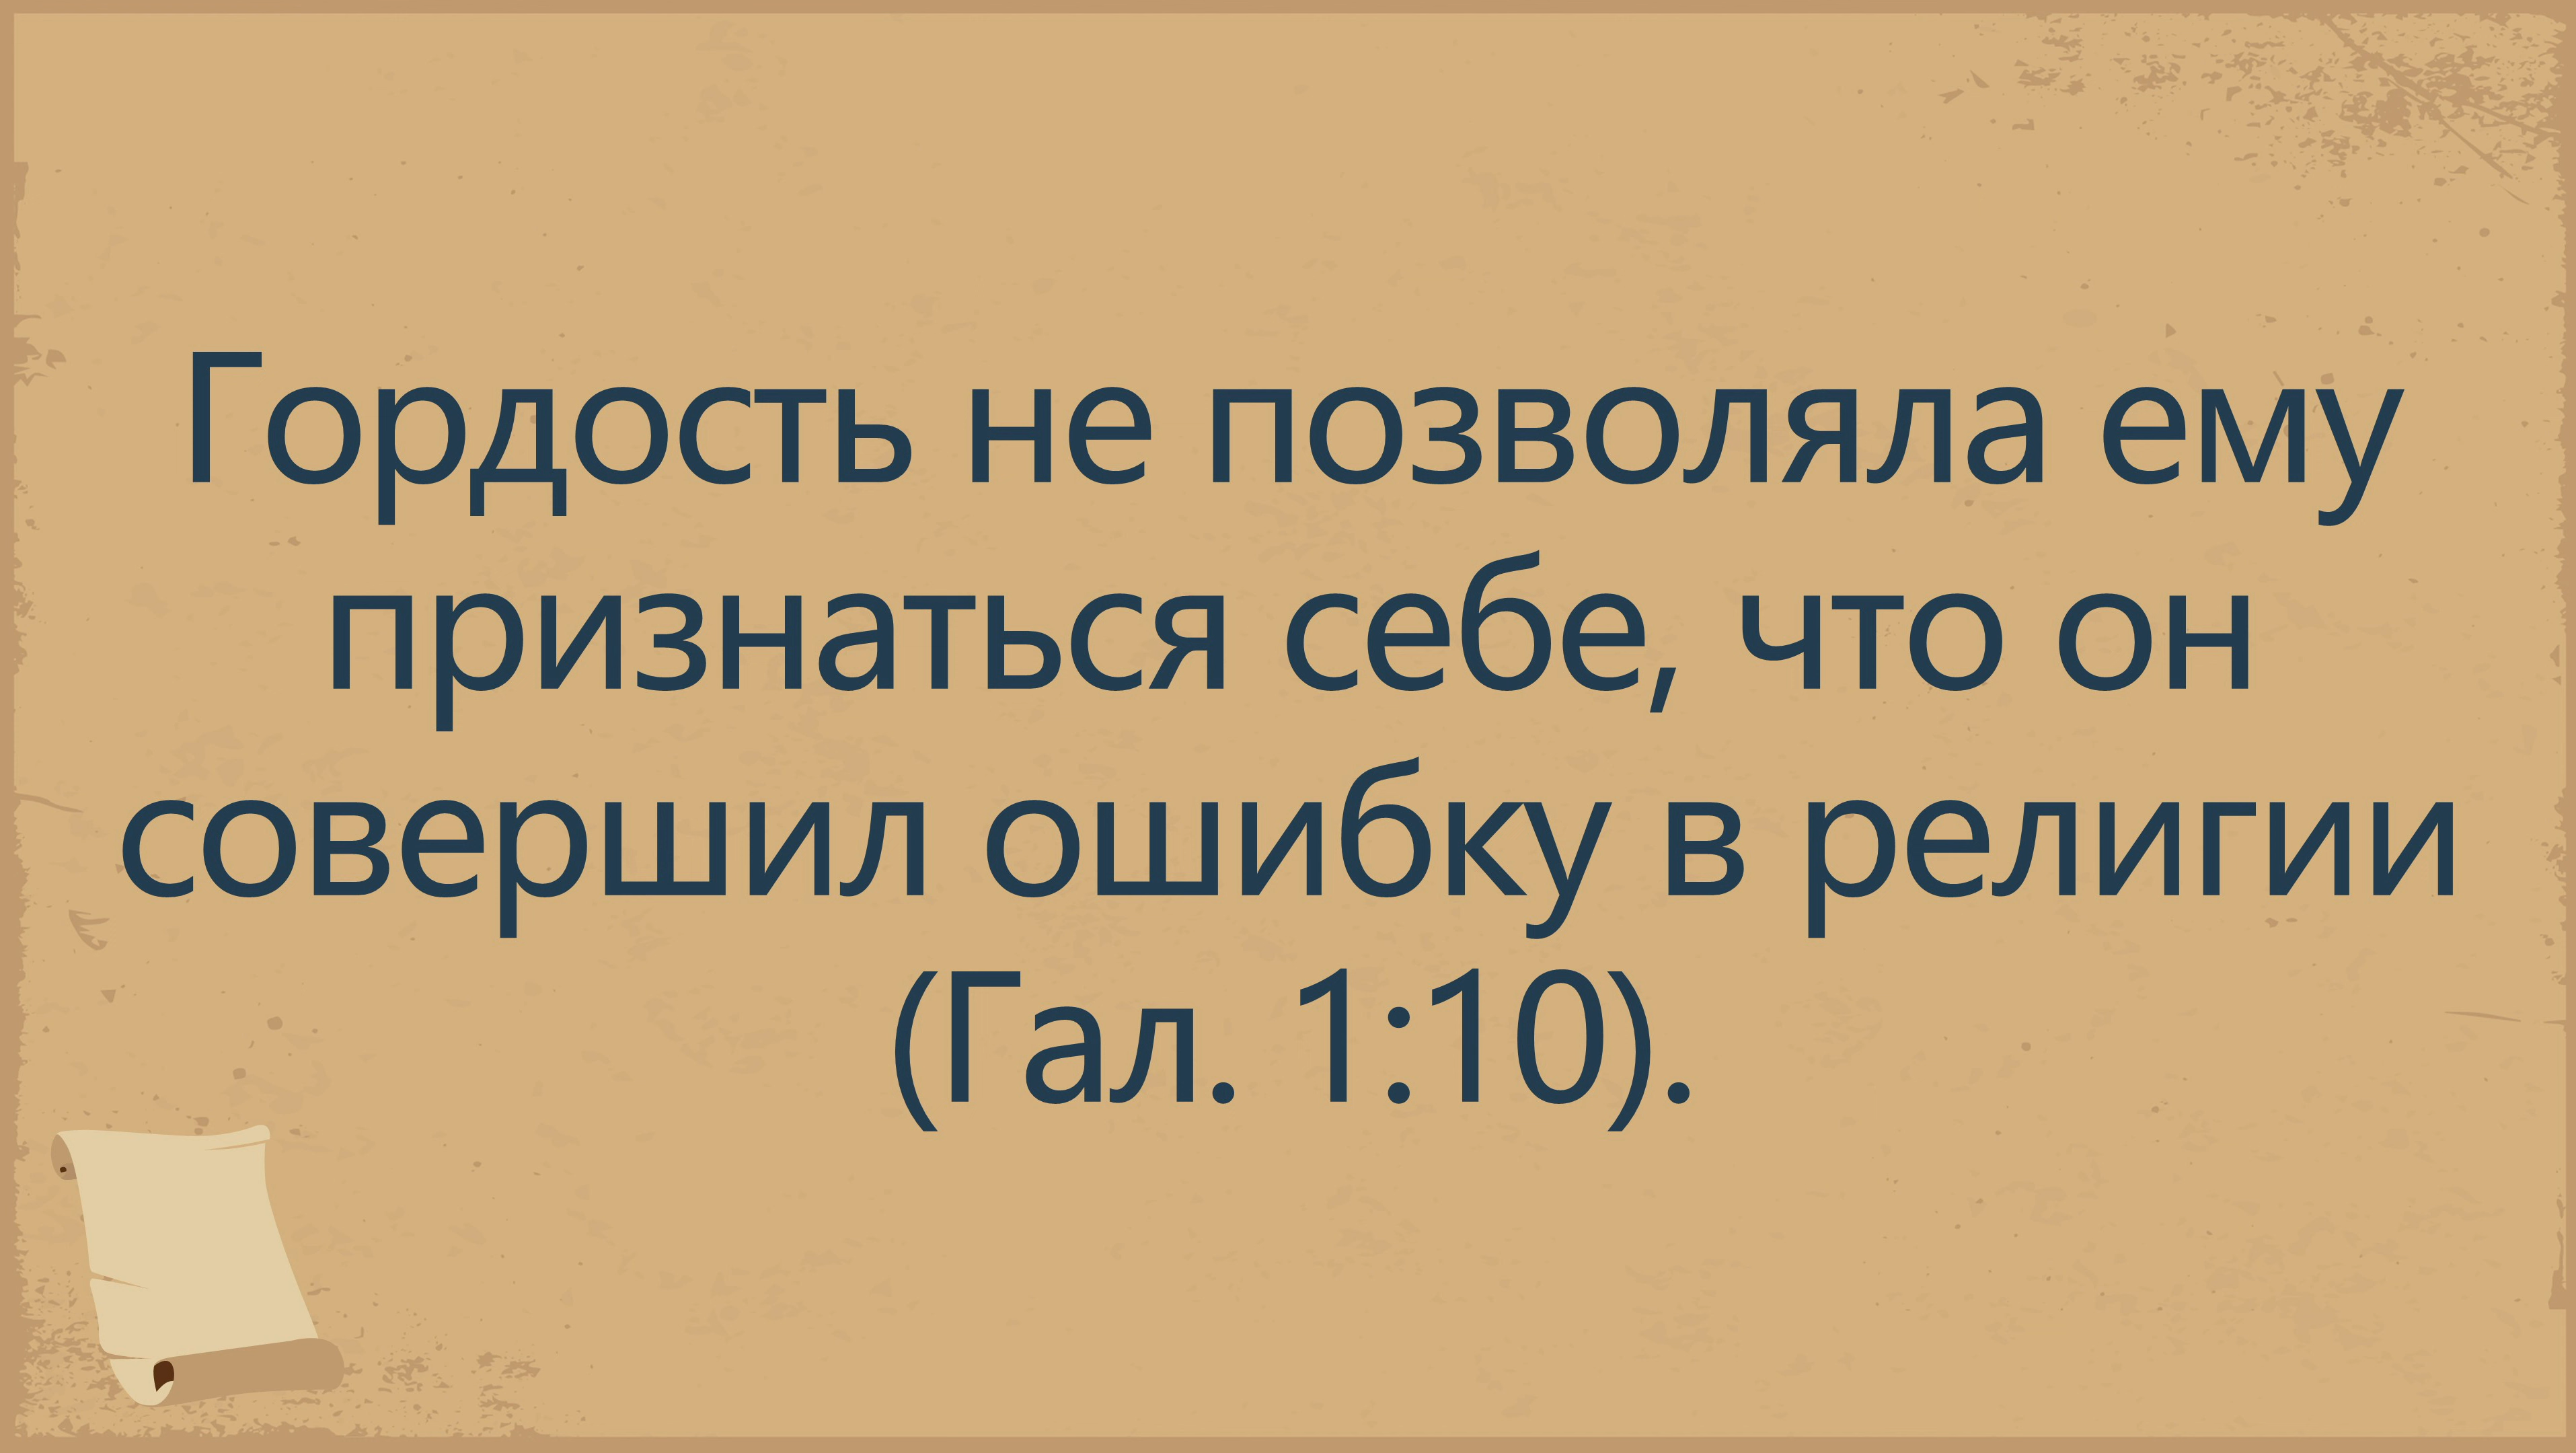 Гордость не позволяла ему
признаться себе, что он
совершил ошибку в религии
(Гал. 1:10).